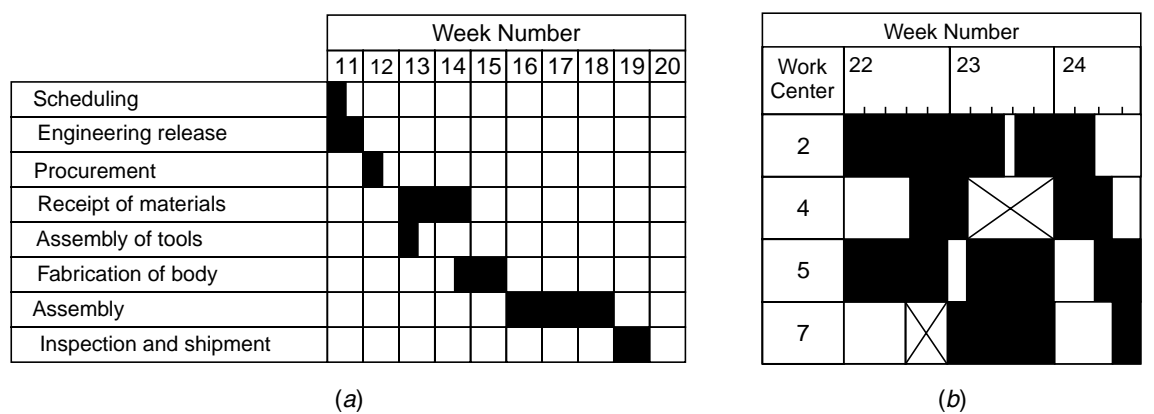 Week Number
11 12 13 14 15 16 17 18 19 20
Scheduling
Engineering release
Procurement
Receipt of materials
Assembly of tools
Fabrication of body
Assembly
Inspection and shipment
(a)
Week Number
Work
Center
22 23 24
2
4
5
7
(b)